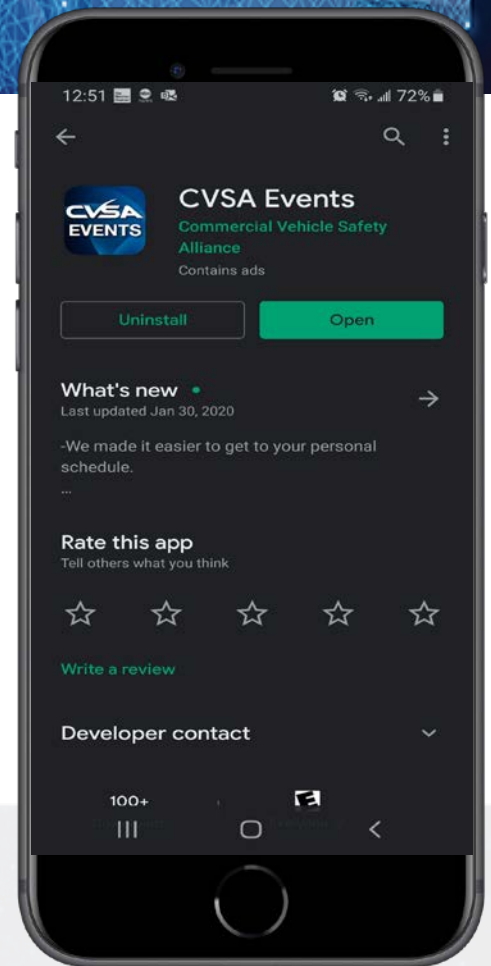 12:51
72%
CVSA
EVENTS
CVSA Events
Commercial Vehicle Safety
Alliance
Contains ads
Uninstall
Open
What's new
Last updated Jan 30, 2020
-We made it easier to get to your personal
schedule.
...
Rate this app
Tell others what you think
Write a review
Developer contact
100+
E